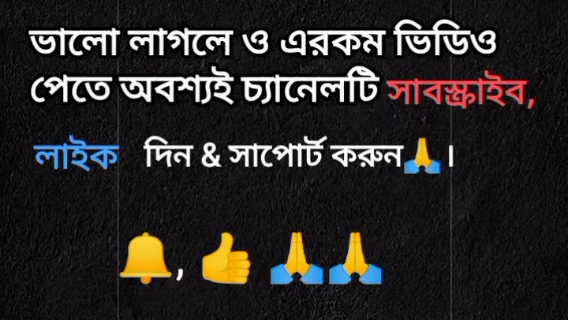 ভালো লাগলে ও এরকম ভিডিও
পেতে অবশ্যই চ্যানেলটি সাবস্ক্রাইব,
লাইক দিন & সাপোর্ট করুন🙏।
🔔, 👍 🙏🙏